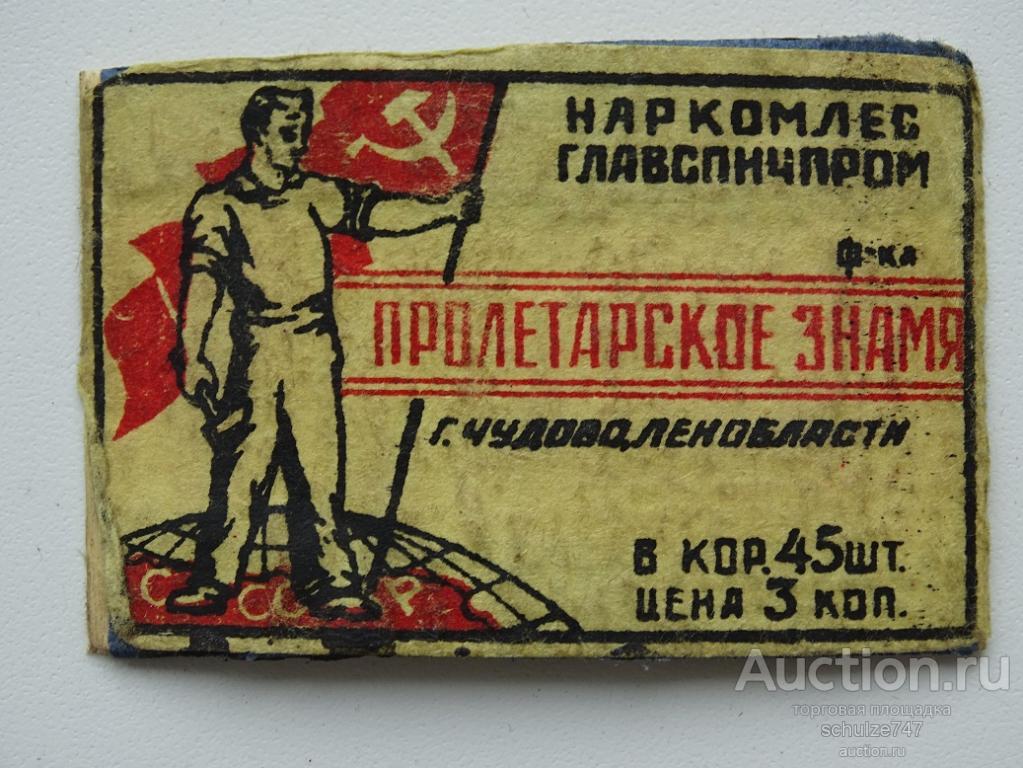 НАРКОМЛЕС
ГЛАВСПИЧПРОМ
ф-ка
ПРОЛЕТАРСКОЕ ЗНАМЯ
г. ЧУДОВО, ЛЕНОБЛАСТИ
СССР
В КОР. 45 ШТ.
ЦЕНА 3 КОП.
Auction.ru
торговая площадка
schulze747
auction.ru